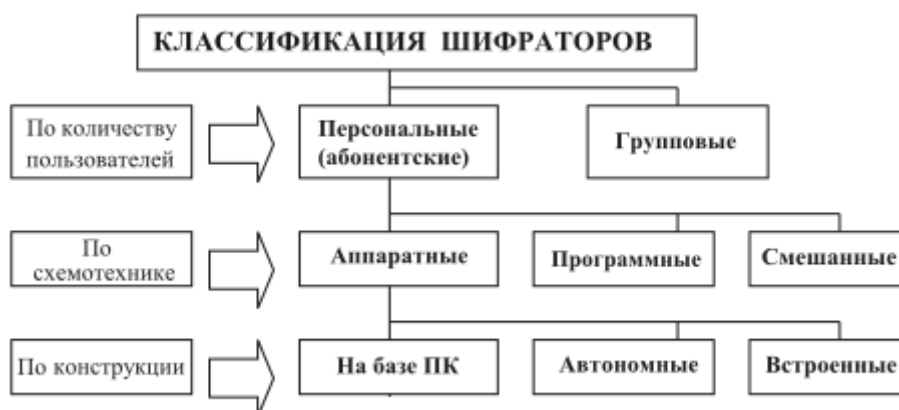 КЛАССИФИКАЦИЯ ШИФРАТОРОВ
По количеству
пользователей
Персональные
(абонентские)
Групповые
По
схемотехнике
Аппаратные
Программные
Смешанные
По конструкции
На базе ПК
Автономные
Встроенные